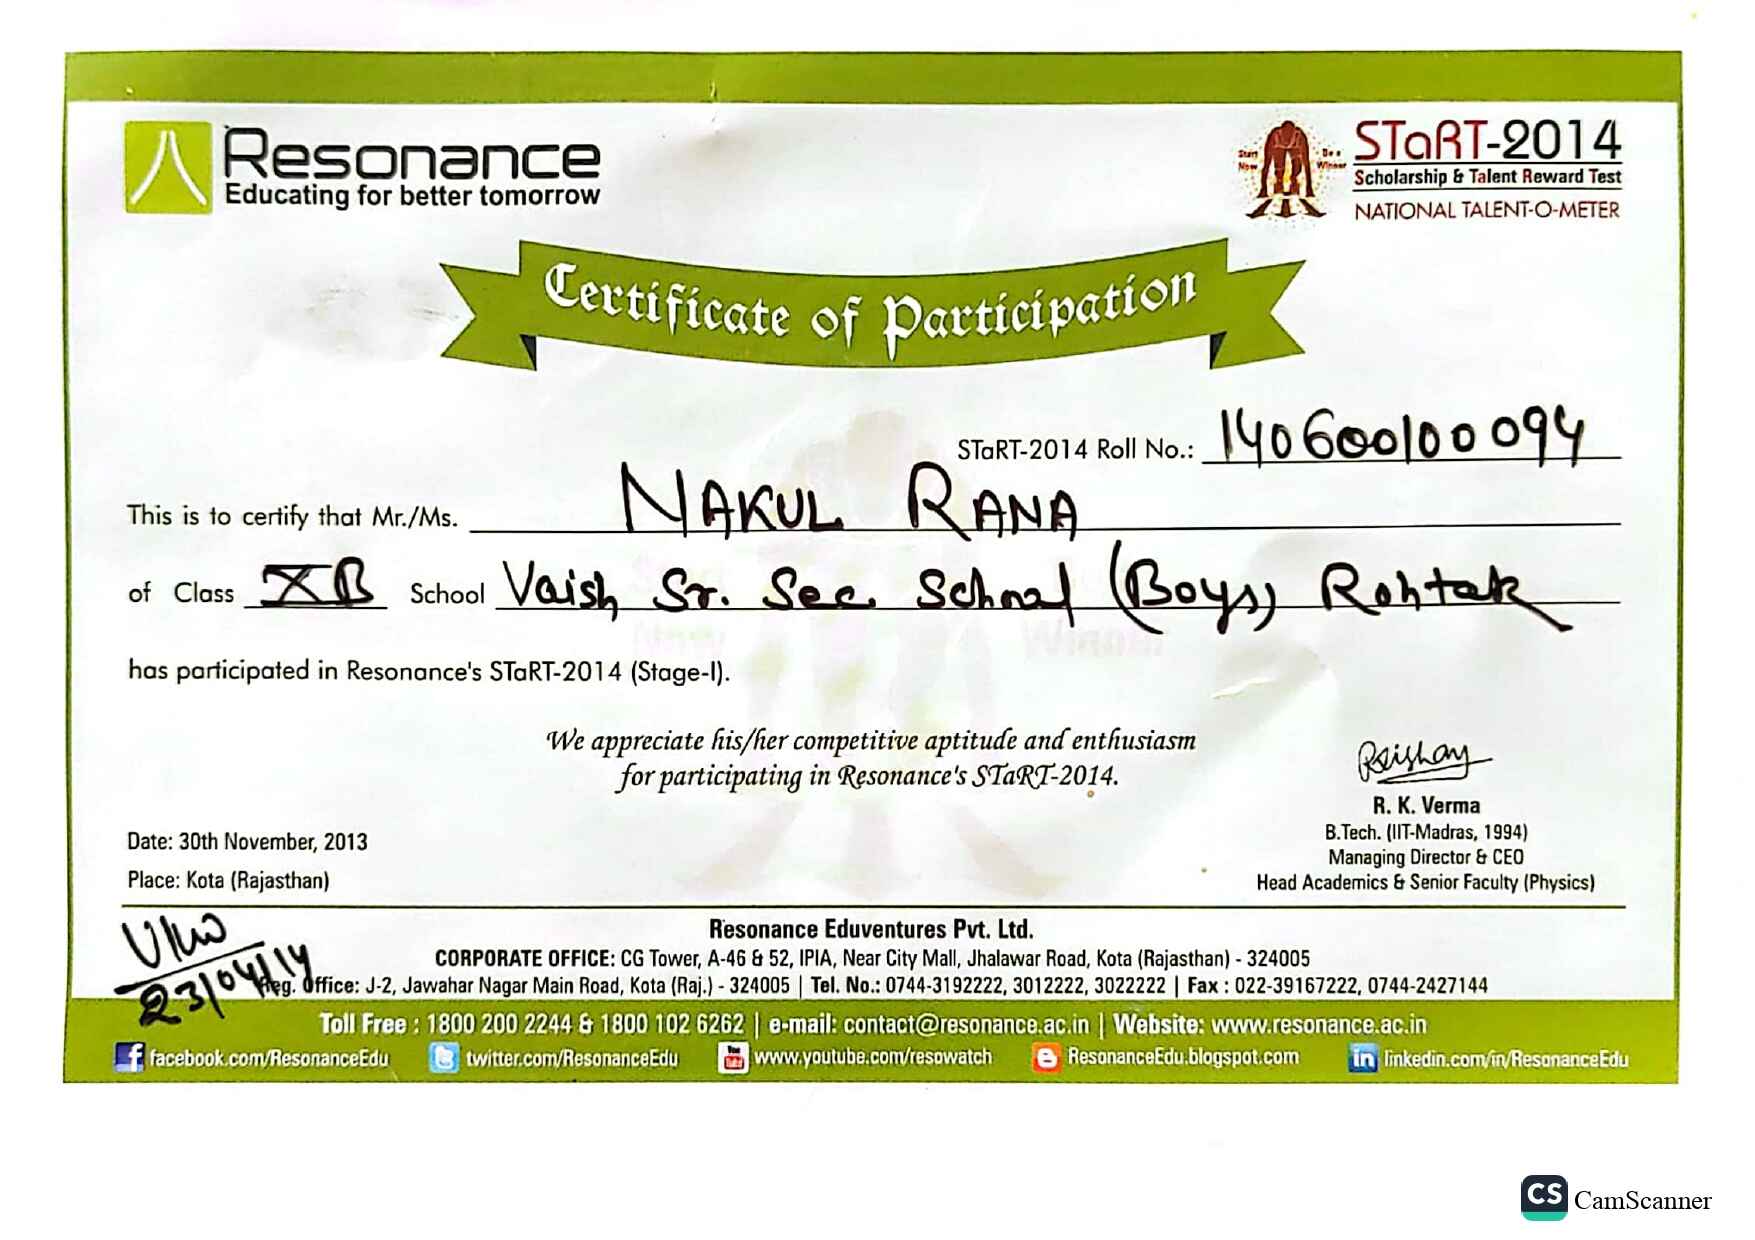 Resonance
Educating for better tomorrow
Start Now
Be a Winner
STaRT-2014
Scholarship & Talent Reward Test
NATIONAL TALENT-O-METER
Certificate of Participation
STaRT-2014 Roll No.: 140600100094
This is to certify that Mr./Ms. NAKUL RANA
of Class XB School Vaish Sr. Sec. School (Boys) Rohtak
has participated in Resonance's STaRT-2014 (Stage-I).
We appreciate his/her competitive aptitude and enthusiasm
for participating in Resonance's STaRT-2014.
R. K. Verma
B.Tech. (IIT-Madras, 1994)
Managing Director & CEO
Head Academics & Senior Faculty (Physics)
Date: 30th November, 2013
Place: Kota (Rajasthan)
23/04/14
Resonance Eduventures Pvt. Ltd.
CORPORATE OFFICE: CG Tower, A-46 & 52, IPIA, Near City Mall, Jhalawar Road, Kota (Rajasthan) - 324005
Reg. Office: J-2, Jawahar Nagar Main Road, Kota (Raj.) - 324005 | Tel. No.: 0744-3192222, 3012222, 3022222 | Fax : 022-39167222, 0744-2427144
Toll Free : 1800 200 2244 & 1800 102 6262 | e-mail: contact@resonance.ac.in | Website: www.resonance.ac.in
facebook.com/ResonanceEdu twitter.com/ResonanceEdu You Tube www.youtube.com/resowatch ResonanceEdu.blogspot.com in linkedin.com/in/ResonanceEdu
CS CamScanner